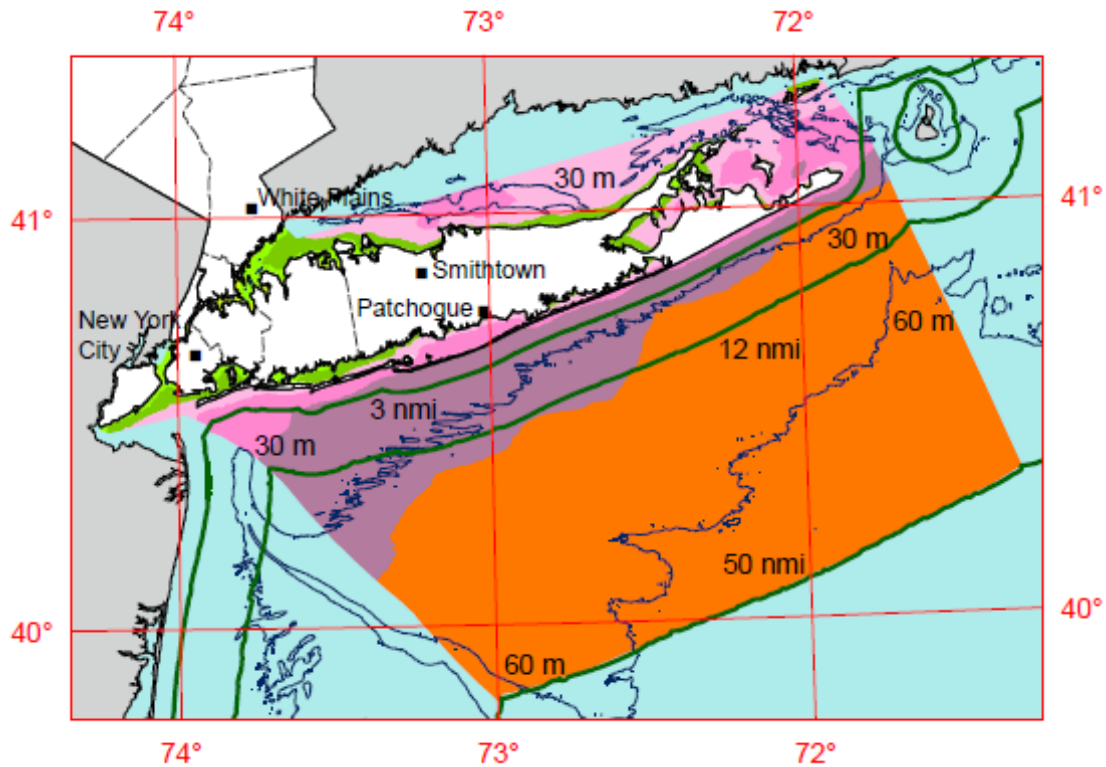 74°
73°
72°
30 m
White Plains
41°
41°
30 m
Smithtown
Patchogue
60 m
New York
City
12 nmi
3 nmi
30 m
50 nmi
40°
40°
60 m
74°
73°
72°